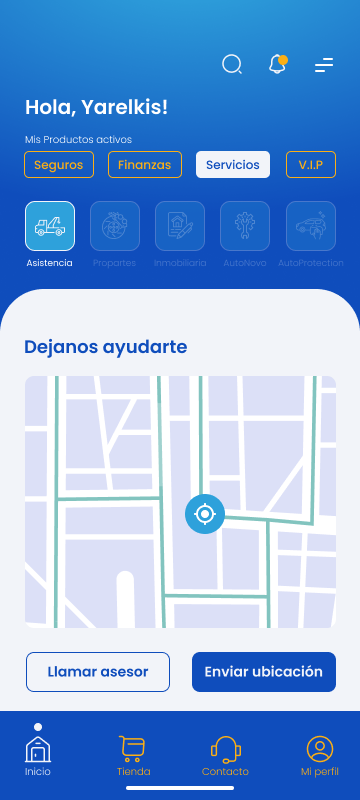 Hola, Yarelkis!
Mis Productos activos
Seguros Finanzas Servicios V.I.P
Asistencia Propartes Inmobiliaria AutoNovo AutoProtection
Dejanos ayudarte
Llamar asesor Enviar ubicación
Inicio Tienda Contacto Mi perfil